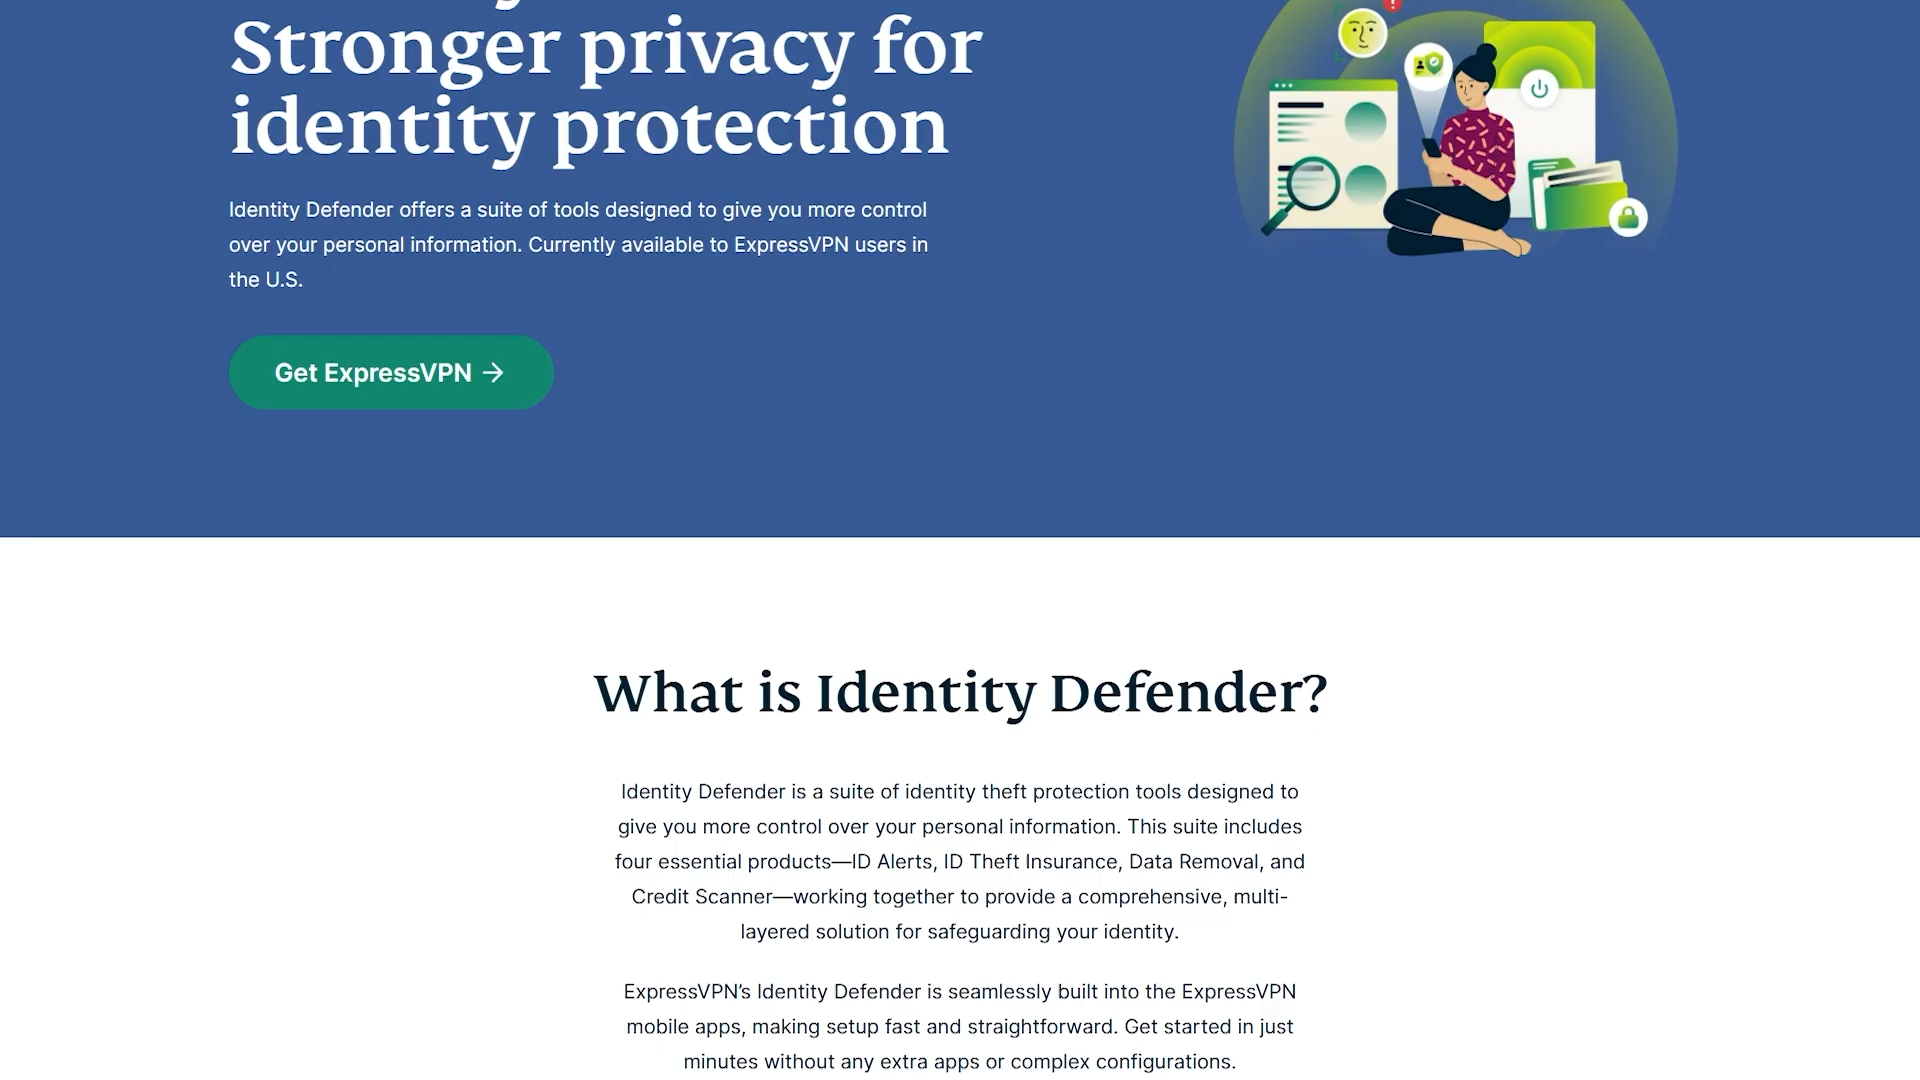 Stronger privacy for
identity protection
Identity Defender offers a suite of tools designed to give you more control
over your personal information. Currently available to ExpressVPN users in
the U.S.
Get ExpressVPN →
What is Identity Defender?
Identity Defender is a suite of identity theft protection tools designed to
give you more control over your personal information. This suite includes
four essential products—ID Alerts, ID Theft Insurance, Data Removal, and
Credit Scanner—working together to provide a comprehensive, multi-
layered solution for safeguarding your identity.
ExpressVPN’s Identity Defender is seamlessly built into the ExpressVPN
mobile apps, making setup fast and straightforward. Get started in just
minutes without any extra apps or complex configurations.